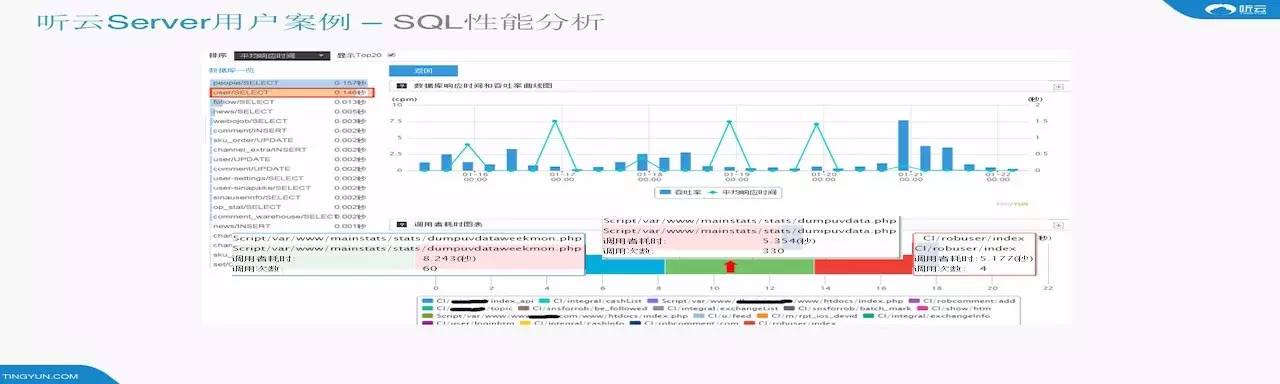 听云Server用户案例 – SQL性能分析
听云
排序 平均响应时间 显示Top20
数据库一览
people/SELECT 0.157秒
user/SELECT 0.146秒
follow/SELECT 0.013秒
news/SELECT 0.005秒
weibojob/SELECT 0.002秒
comment/INSERT 0.002秒
sku_order/UPDATE 0.002秒
channel_extra/INSERT 0.002秒
user/UPDATE 0.002秒
comment/UPDATE 0.002秒
user-settings/SELECT 0.002秒
user-sinapaike/SELECT 0.002秒
sinauserinfo/SELECT 0.002秒
op_stat/SELECT 0.002秒
comment_warehouse/SELECT 0.002秒
news/INSERT 0.001秒
返回
数据库响应时间和吞吐率曲线图
(cpm) (秒)
10 2
7.5 1.5
5 1
2.5 0.5
0 0
01-16 00:00
01-17 00:00
01-18 00:00
01-19 00:00
01-20 00:00
01-21 00:00
01-22 00:00
吞吐率 平均响应时间
TINGYUN
调用者耗时图表
(秒)
Script/var/www/mainstats/stats/dumpuvdataweekmon.php
Script/var/www/mainstats/stats/dumpuvdataweekmon.php
调用者耗时: 8.243(秒)
调用次数: 60
Script/var/www/mainstats/stats/dumpuvdata.php
Script/var/www/mainstats/stats/dumpuvdata.php
调用者耗时: 5.354(秒)
调用次数: 330
CI/robuser/index
CI/robuser/index
调用者耗时:5.177(秒)
调用次数: 4
0 2 4 6 8 10 12 14 16 18 20 22
CI/ index_api CI/integral/cashList Script/var/www/ www/htdocs/index.php CI/robcomment:add
CI/ topic CI/snsforrob/be_followed CI/integral/exchangeList CI/snsforrob/batch_mark CI/show/htm
Script/var/www/www .com/htdocs/index.php CI/u/feed CI/m/rpt_ios_devid CI/integral/exchangeInfo
CI/user/loginhtm CI/integral/cashInfo CI/robcomment/com CI/robuser/index
TINGYUN.COM